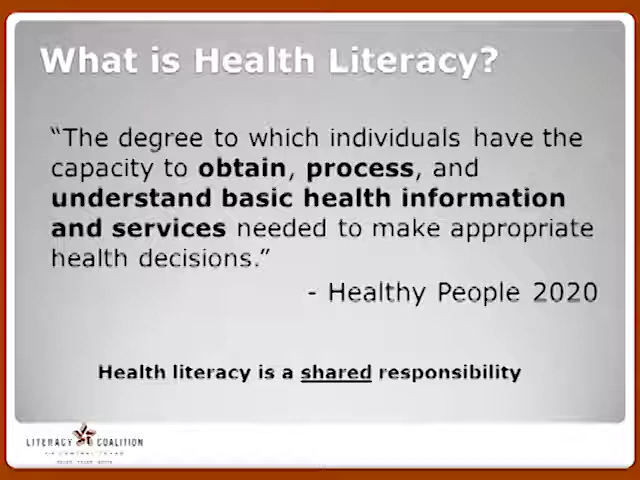 What is Health Literacy?
“The degree to which individuals have the
capacity to obtain, process, and
understand basic health information
and services needed to make appropriate
health decisions.”
- Healthy People 2020
Health literacy is a shared responsibility
LITERACY COALITION
OF CENTRAL TEXAS